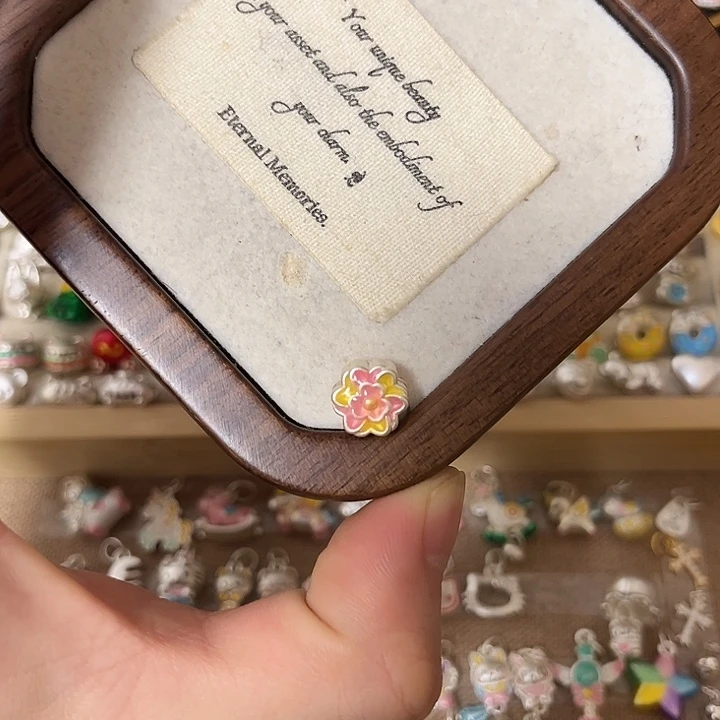 Your unique beauty
your asset and also the embodiment of
your charm.
Eternal Memories.